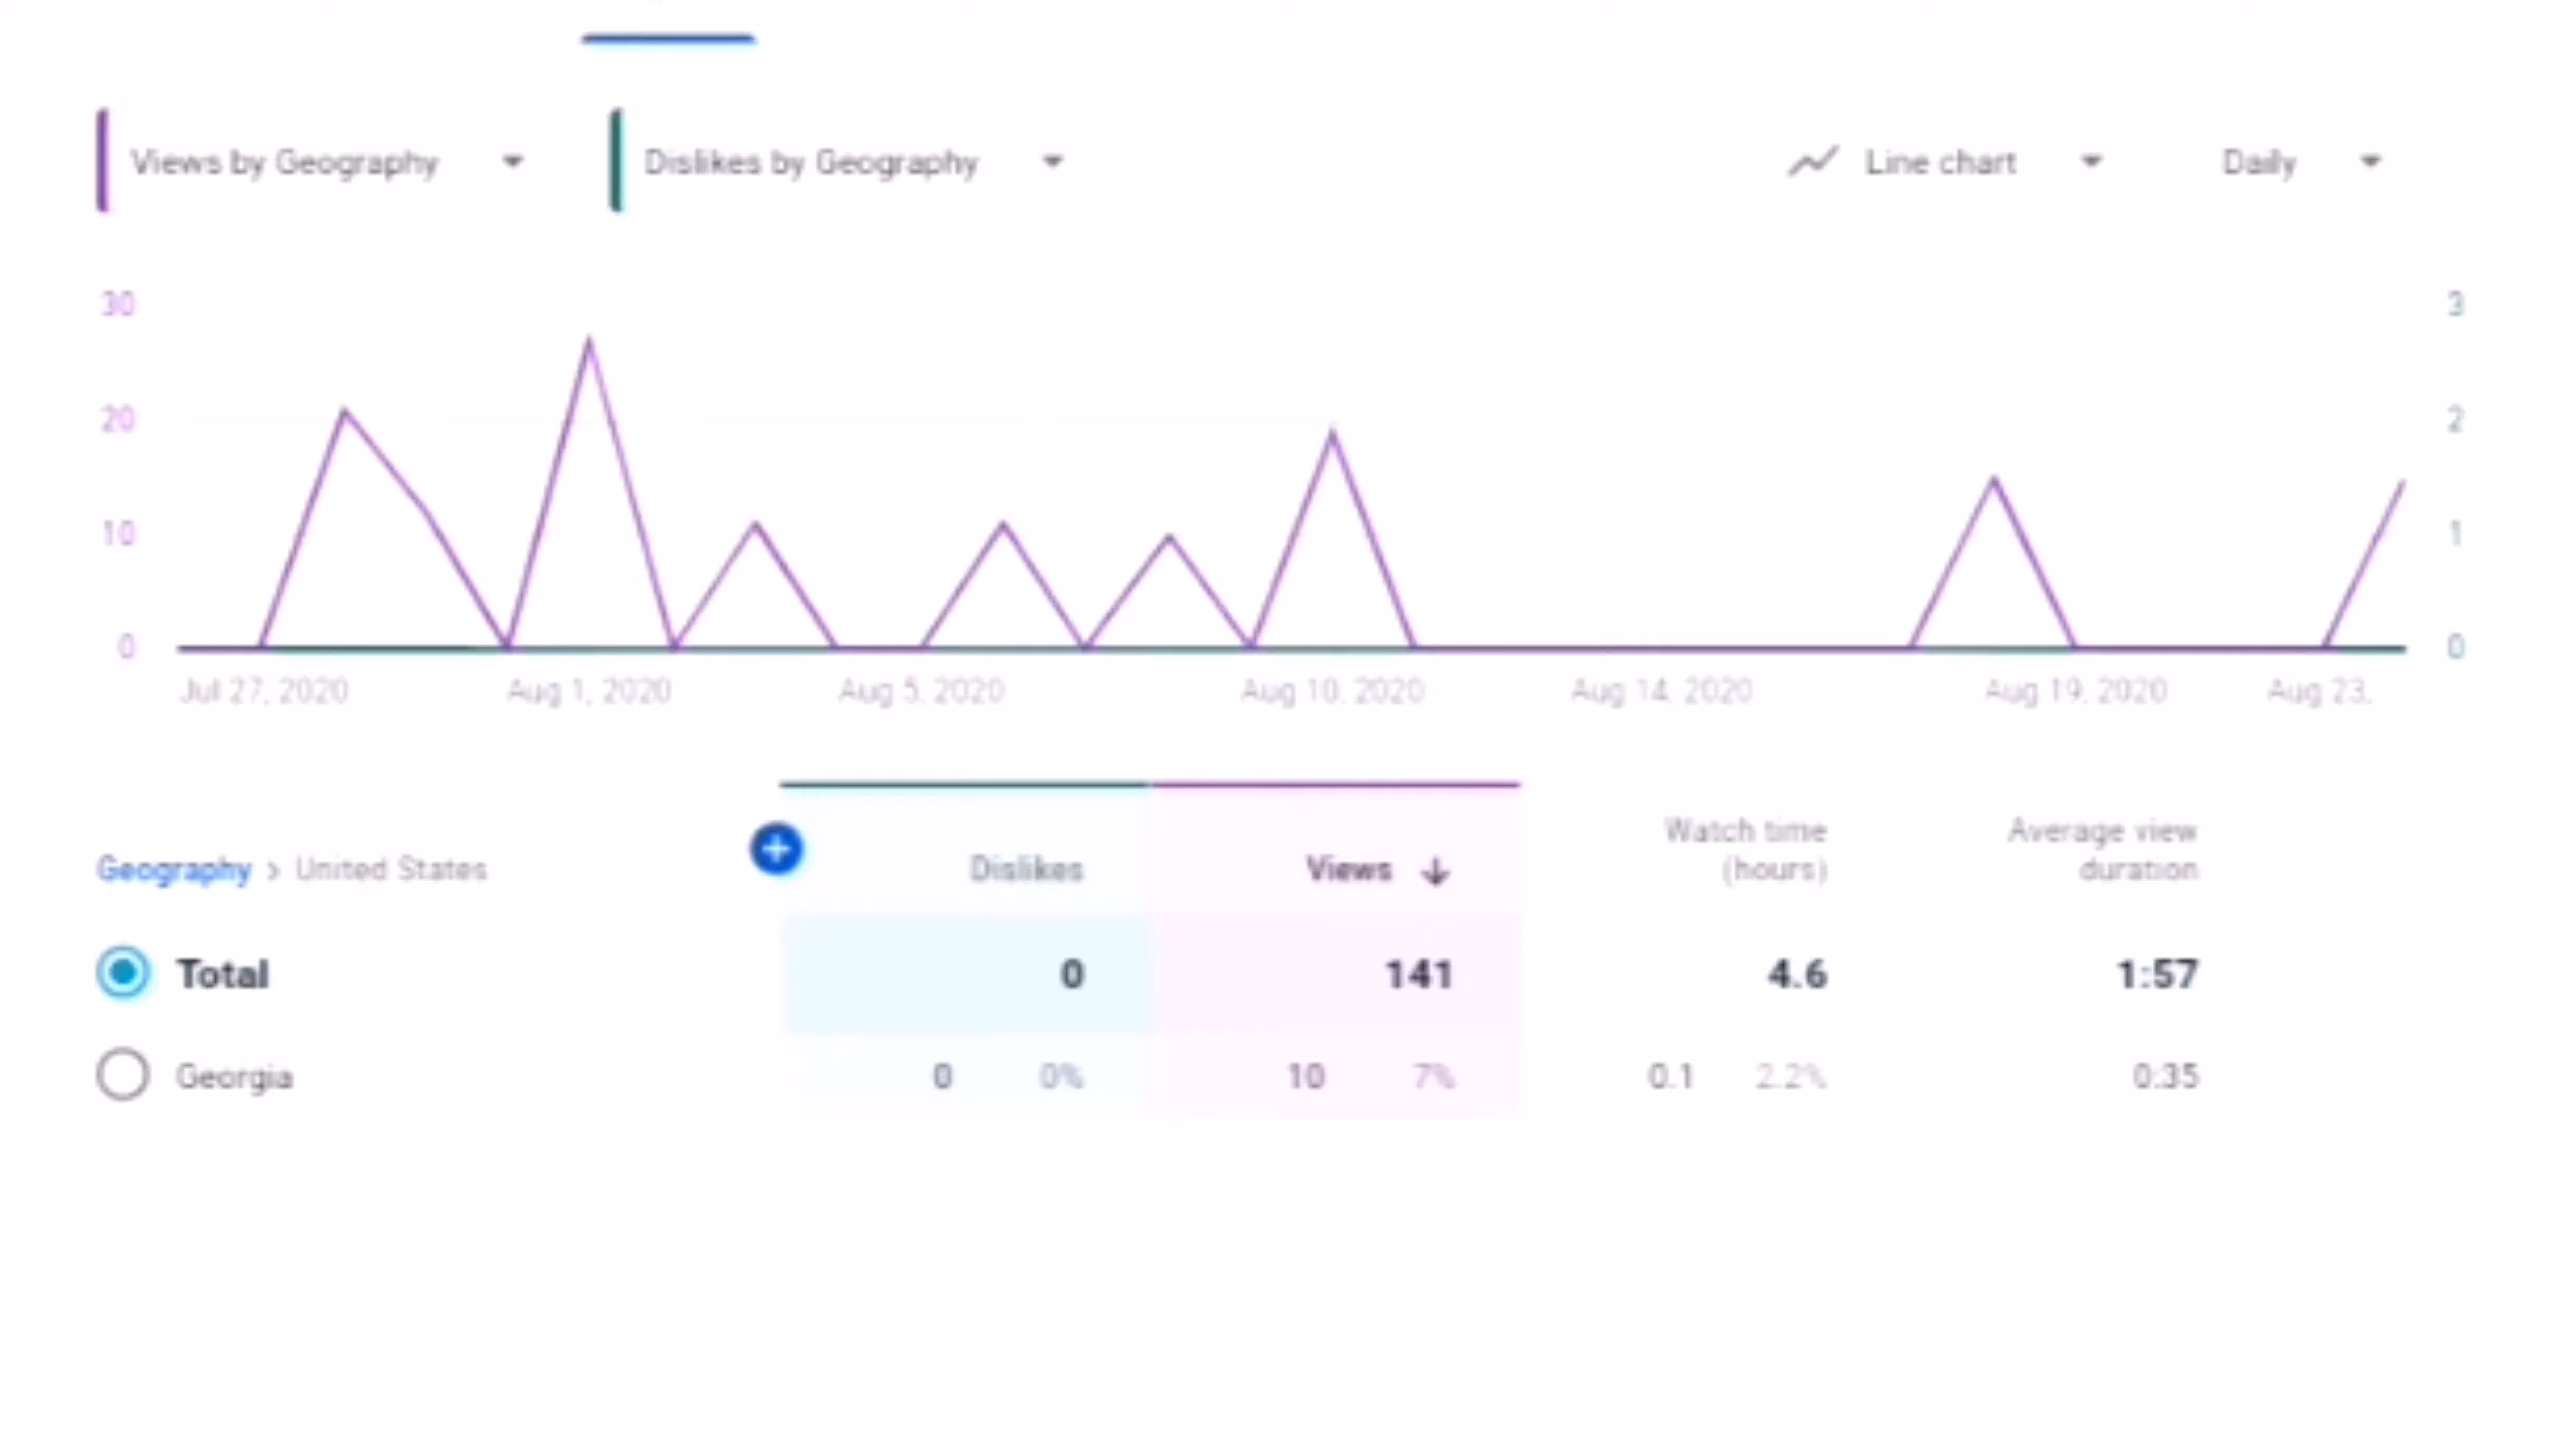 Views by Geography
Dislikes by Geography
Line chart
Daily
30
3
20
2
10
1
0
0
Jul 27, 2020
Aug 1, 2020
Aug 5, 2020
Aug 10, 2020
Aug 14, 2020
Aug 19, 2020
Aug 23,
Geography > United States
Dislikes
Views
Watch time
(hours)
Average view
duration
Total
0
141
4.6
1:57
Georgia
0 0%
10 7%
0.1 2.2%
0:35